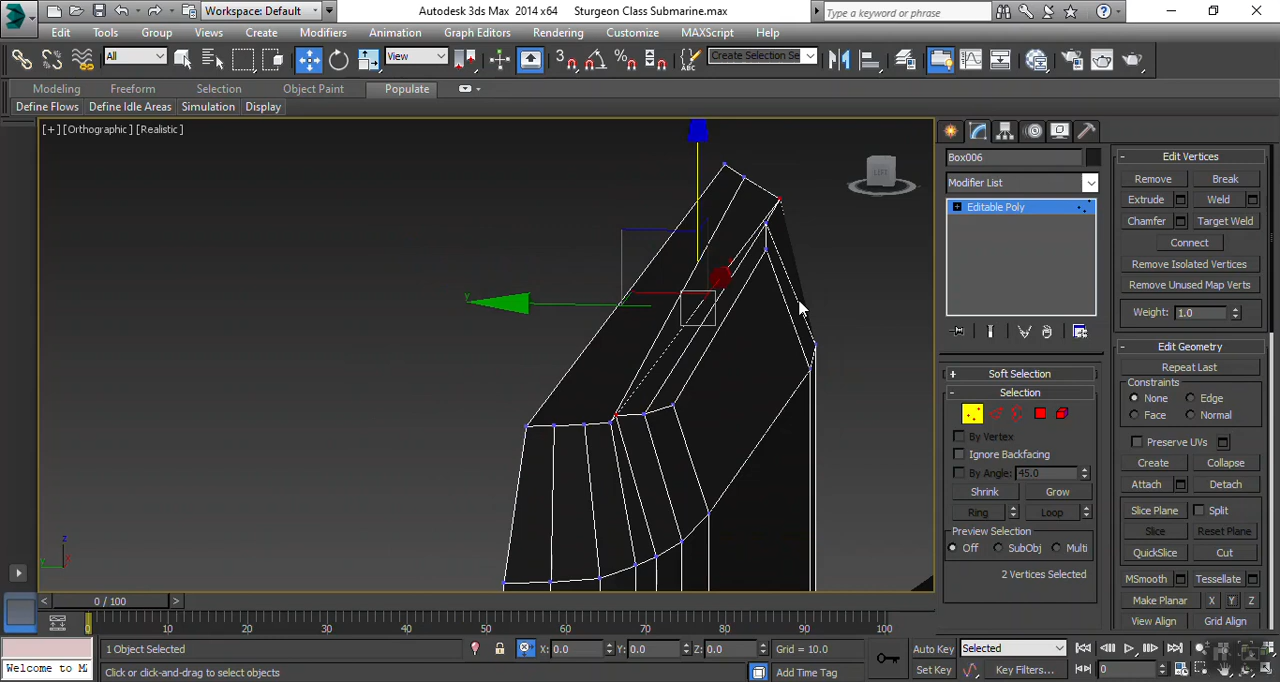 Workspace: Default
Autodesk 3ds Max 2014 x64 Sturgeon Class Submarine.max
Type a keyword or phrase
Edit Tools Group Views Create Modifiers Animation Graph Editors Rendering Customize MAXScript Help
All View Create Selection Se
Modeling Freeform Selection Object Paint Populate
Define Flows Define Idle Areas Simulation Display
[+] [Orthographic] [Realistic]
Box006
Modifier List
Editable Poly
Soft Selection
Selection
By Vertex
Ignore Backfacing
By Angle: 45.0
Shrink Grow
Ring Loop
Preview Selection
Off SubObj Multi
2 Vertices Selected
Edit Vertices
Remove Break
Extrude Weld
Chamfer Target Weld
Connect
Remove Isolated Vertices
Remove Unused Map Verts
Weight: 1.0
Edit Geometry
Repeat Last
Constraints
None Edge
Face Normal
Preserve UVs
Create Collapse
Attach Detach
Slice Plane Split
Slice Reset Plane
QuickSlice Cut
MSmooth Tessellate
Make Planar X Y Z
View Align Grid Align
z
y x
0 / 100
0 10 20 30 40 50 60 70 80 90 100
1 Object Selected X: 0.0 Y: 0.0 Z: 0.0 Grid = 10.0 Auto Key Selected
Welcome to M Click or click-and-drag to select objects Add Time Tag Set Key Key Filters... 0